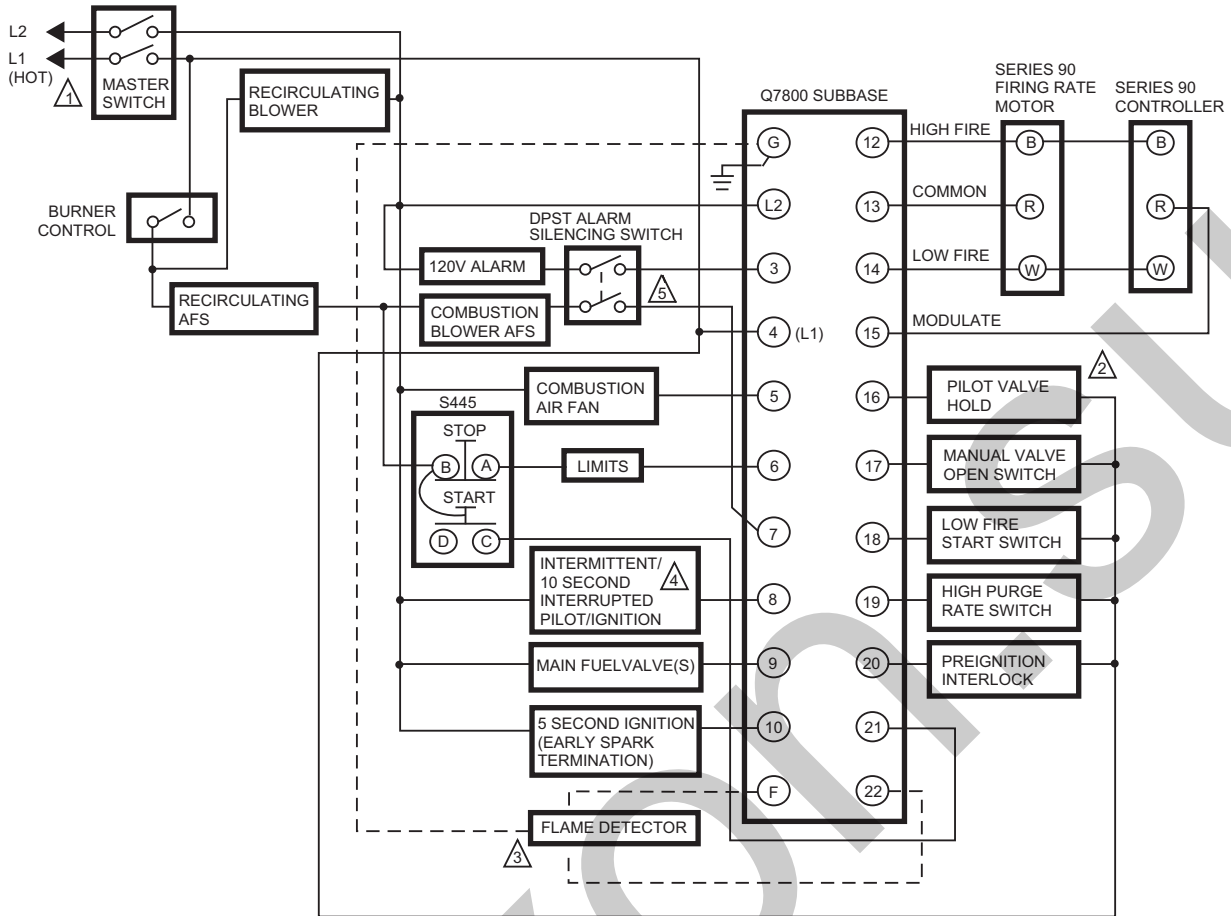 L2
L1
(HOT)
1
MASTER
SWITCH
RECIRCULATING
BLOWER
BURNER
CONTROL
RECIRCULATING
AFS
120V ALARM
COMBUSTION
BLOWER AFS
DPST ALARM
SILENCING SWITCH
5
COMBUSTION
AIR FAN
S445
STOP
B A
START
D C
LIMITS
INTERMITTENT/
10 SECOND
INTERRUPTED
PILOT/IGNITION
4
MAIN FUELVALVE(S)
5 SECOND IGNITION
(EARLY SPARK
TERMINATION)
FLAME DETECTOR
3
Q7800 SUBBASE
G 12
L2 13
3 14
4 (L1) 15
5 16
6 17
7 18
8 19
9 20
10 21
F 22
SERIES 90
FIRING RATE
MOTOR
SERIES 90
CONTROLLER
HIGH FIRE
B B
COMMON
R R
LOW FIRE
W W
MODULATE
2
PILOT VALVE
HOLD
MANUAL VALVE
OPEN SWITCH
LOW FIRE
START SWITCH
HIGH PURGE
RATE SWITCH
PREIGNITION
INTERLOCK